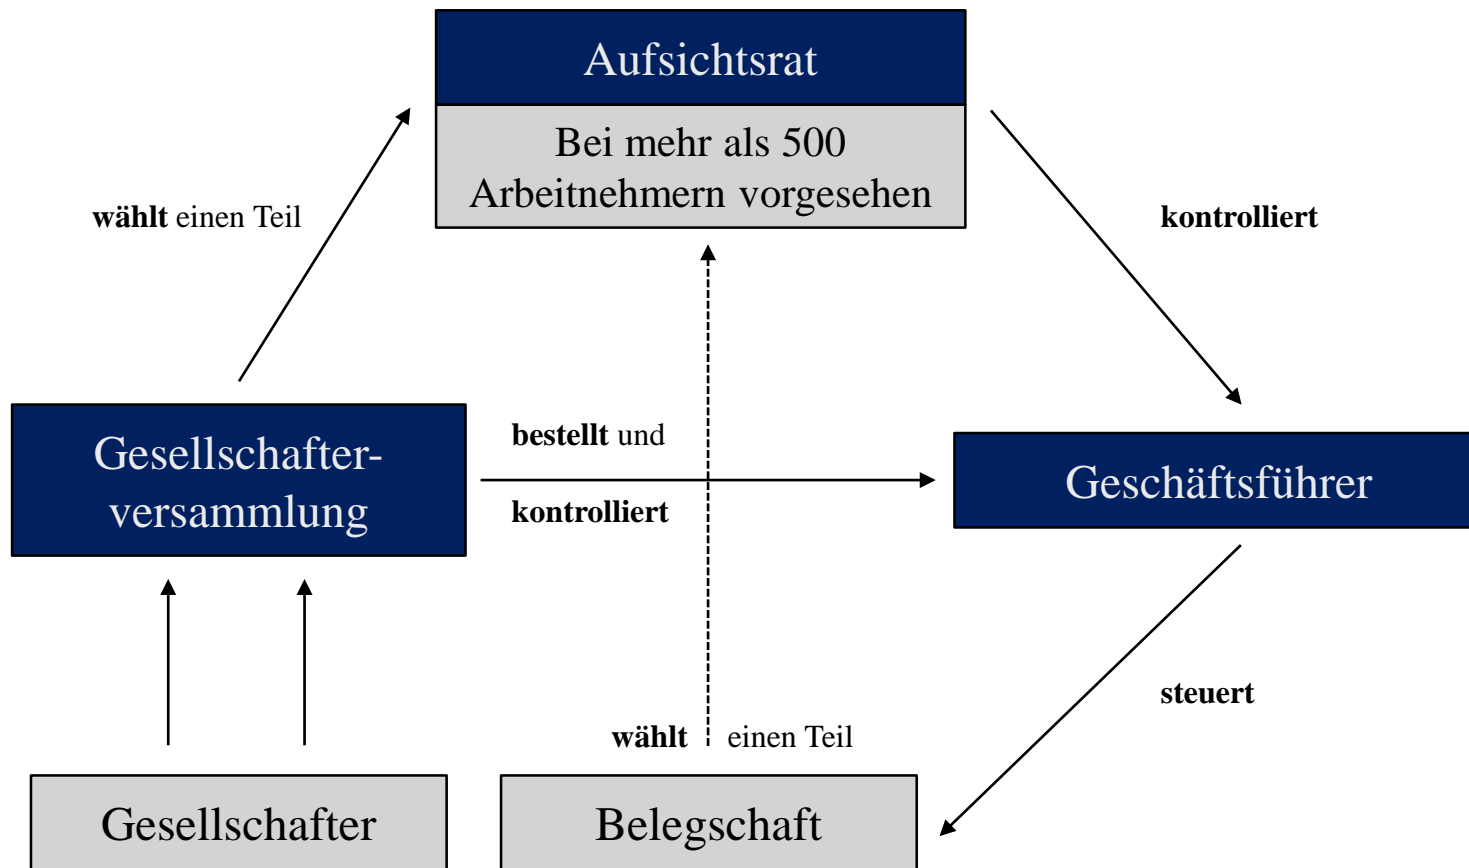 Aufsichtsrat
Bei mehr als 500
Arbeitnehmern vorgesehen
wählt einen Teil
kontrolliert
Gesellschafter-
versammlung
bestellt und
kontrolliert
Geschäftsführer
steuert
wählt einen Teil
Gesellschafter
Belegschaft